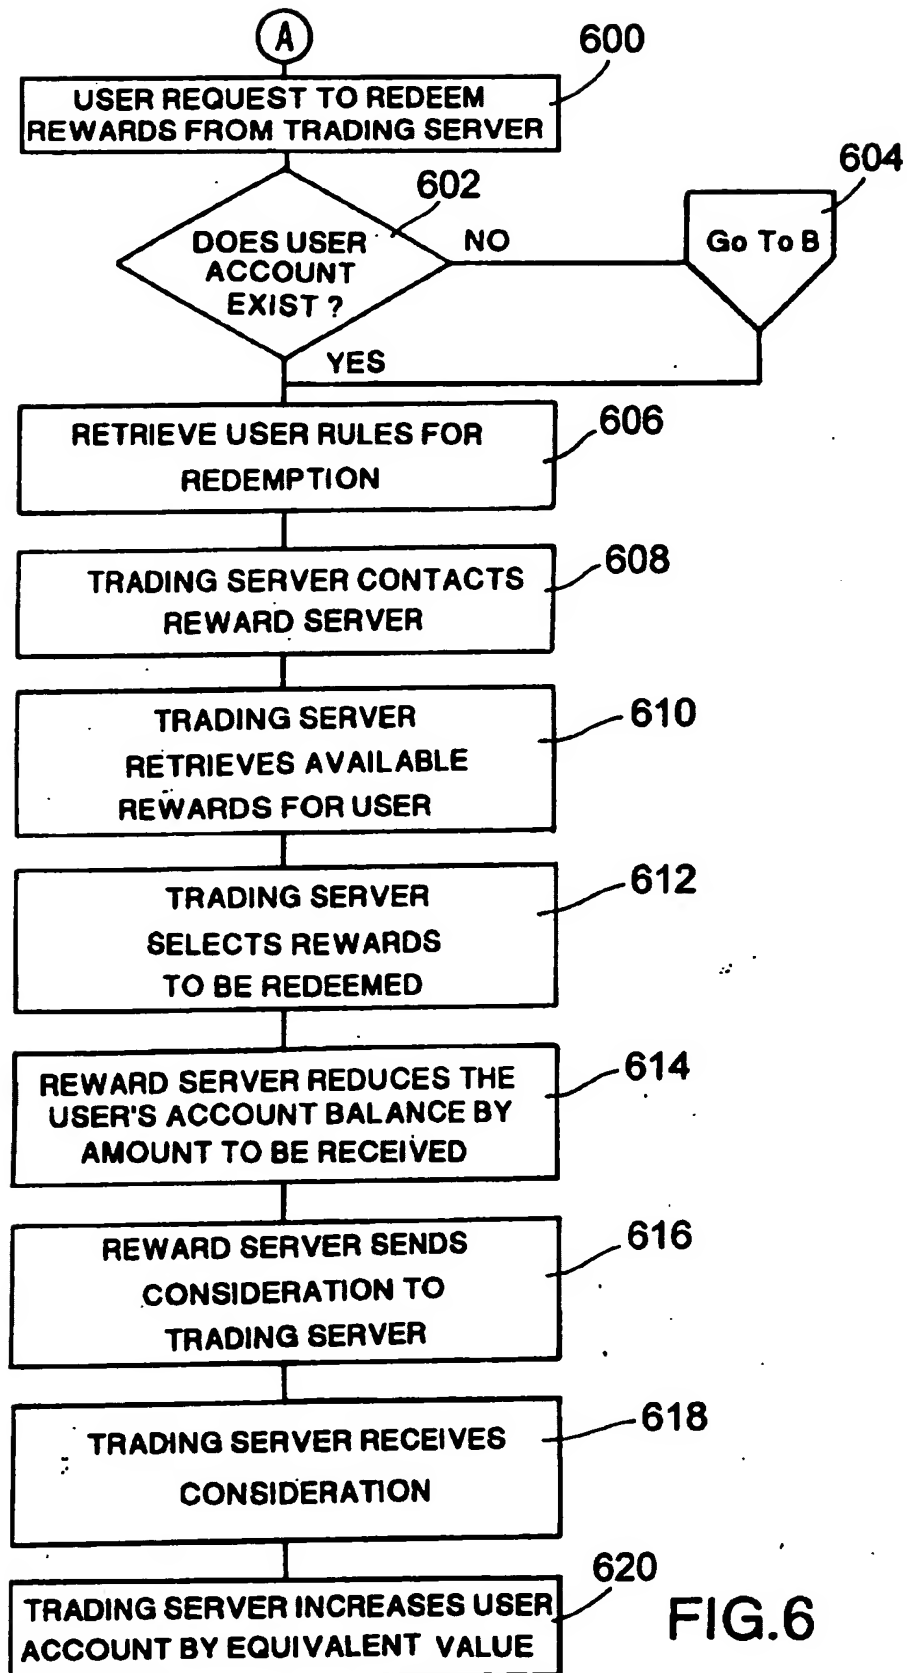 A
600
USER REQUEST TO REDEEM
REWARDS FROM TRADING SERVER
602
604
DOES USER
ACCOUNT
EXIST ?
NO
Go To B
YES
606
RETRIEVE USER RULES FOR
REDEMPTION
608
TRADING SERVER CONTACTS
REWARD SERVER
610
TRADING SERVER
RETRIEVES AVAILABLE
REWARDS FOR USER
612
TRADING SERVER
SELECTS REWARDS
TO BE REDEEMED
614
REWARD SERVER REDUCES THE
USER'S ACCOUNT BALANCE BY
AMOUNT TO BE RECEIVED
616
REWARD SERVER SENDS
CONSIDERATION TO
TRADING SERVER
618
TRADING SERVER RECEIVES
CONSIDERATION
620
TRADING SERVER INCREASES USER
ACCOUNT BY EQUIVALENT VALUE
FIG.6